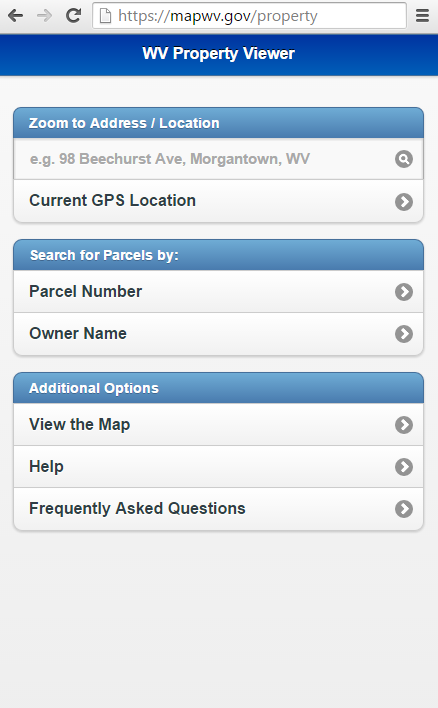 https://mapwv.gov/property
WV Property Viewer
Zoom to Address / Location
e.g. 98 Beechurst Ave, Morgantown, WV
Current GPS Location
Search for Parcels by:
Parcel Number
Owner Name
Additional Options
View the Map
Help
Frequently Asked Questions